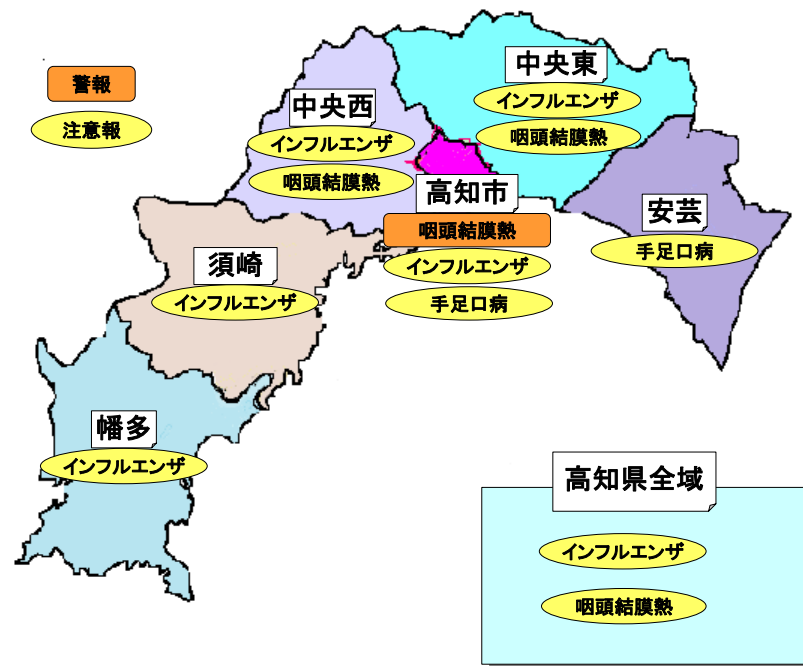 警報
注意報
中央東
インフルエンザ
咽頭結膜熱
中央西
インフルエンザ
咽頭結膜熱
高知市
咽頭結膜熱
インフルエンザ
手足口病
安芸
手足口病
須崎
インフルエンザ
幡多
インフルエンザ
高知県全域
インフルエンザ
咽頭結膜熱